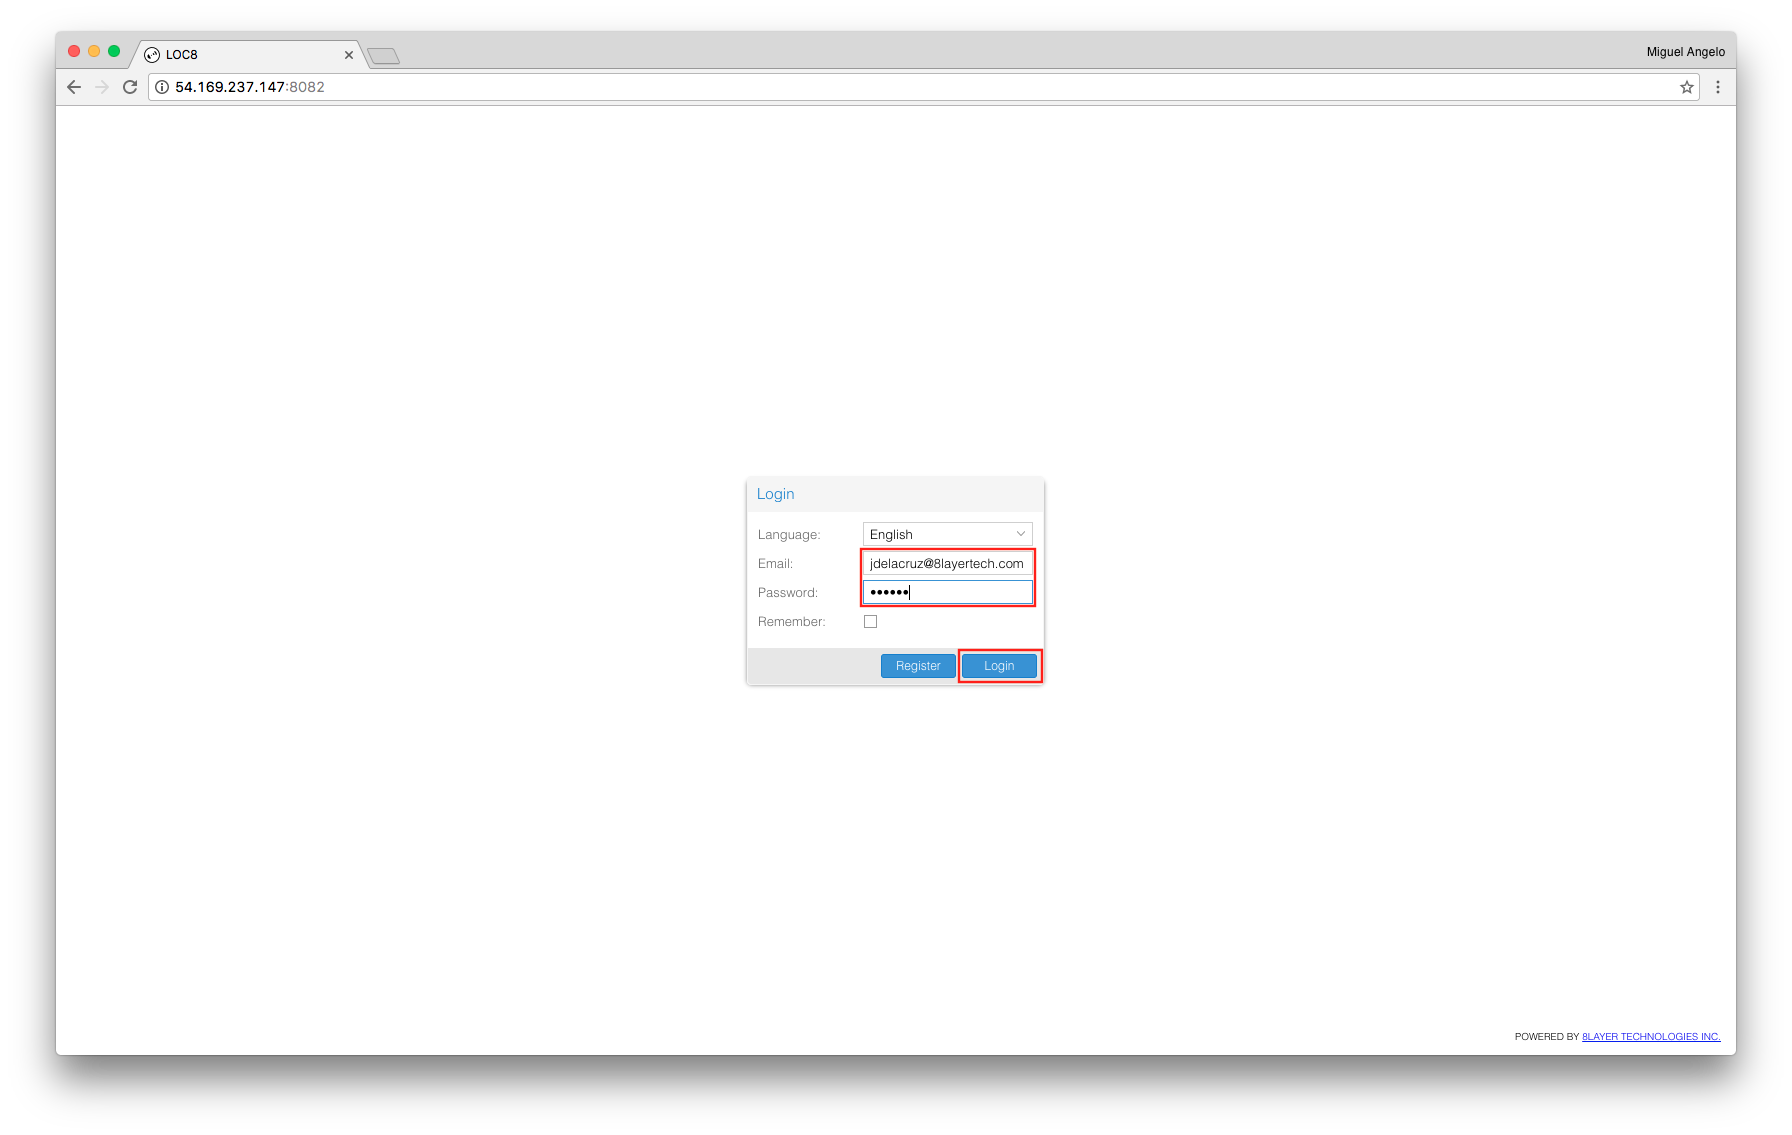 LOC8
Miguel Angelo
54.169.237.147:8082
Login
Language: English
Email: jdelacruz@8layertech.com
Password: ••••••
Remember:
Register Login
POWERED BY 8LAYER TECHNOLOGIES INC.